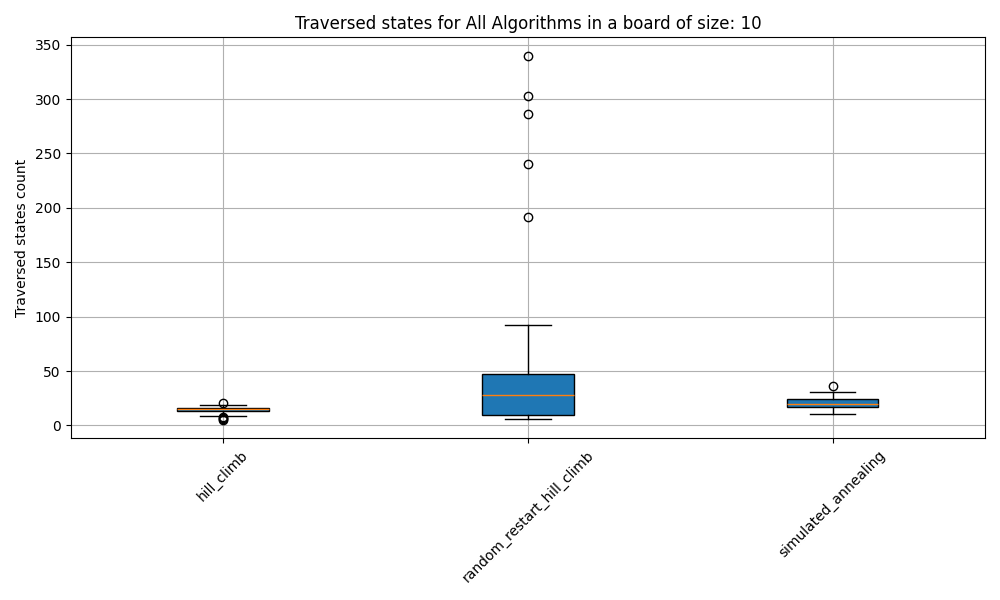 Traversed states for All Algorithms in a board of size: 10
Traversed states count
350
300
250
200
150
100
50
0
hill_climb
random_restart_hill_climb
simulated_annealing